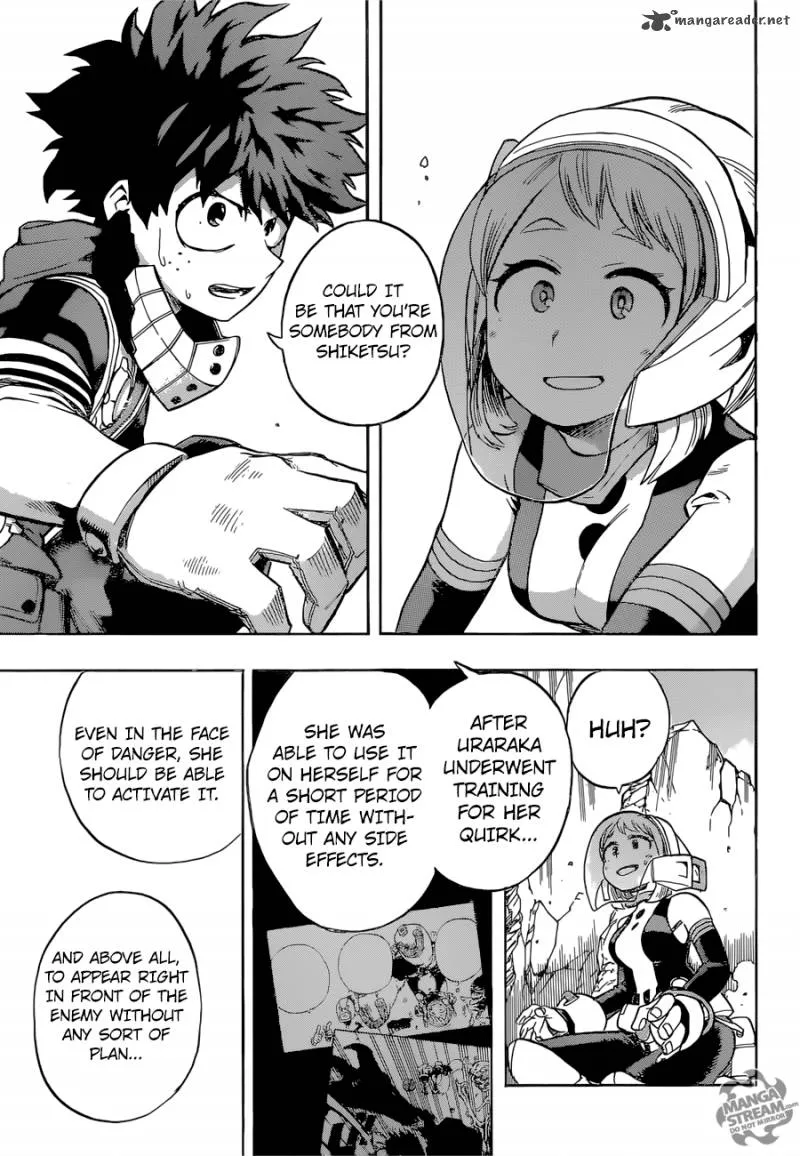 mangareader.net
COULD IT
BE THAT YOU'RE
SOMEBODY FROM
SHIKETSU?
HUH?
AFTER
URARAKA
UNDERWENT
TRAINING
FOR HER
QUIRK...
SHE WAS
ABLE TO USE IT
ON HERSELF FOR
A SHORT PERIOD
OF TIME WITH-
OUT ANY SIDE
EFFECTS.
EVEN IN THE FACE
OF DANGER, SHE
SHOULD BE ABLE
TO ACTIVATE IT.
AND ABOVE ALL,
TO APPEAR RIGHT
IN FRONT OF THE
ENEMY WITHOUT
ANY SORT OF
PLAN...
MANGA
STREAM.com
DO NOT MIRROR!